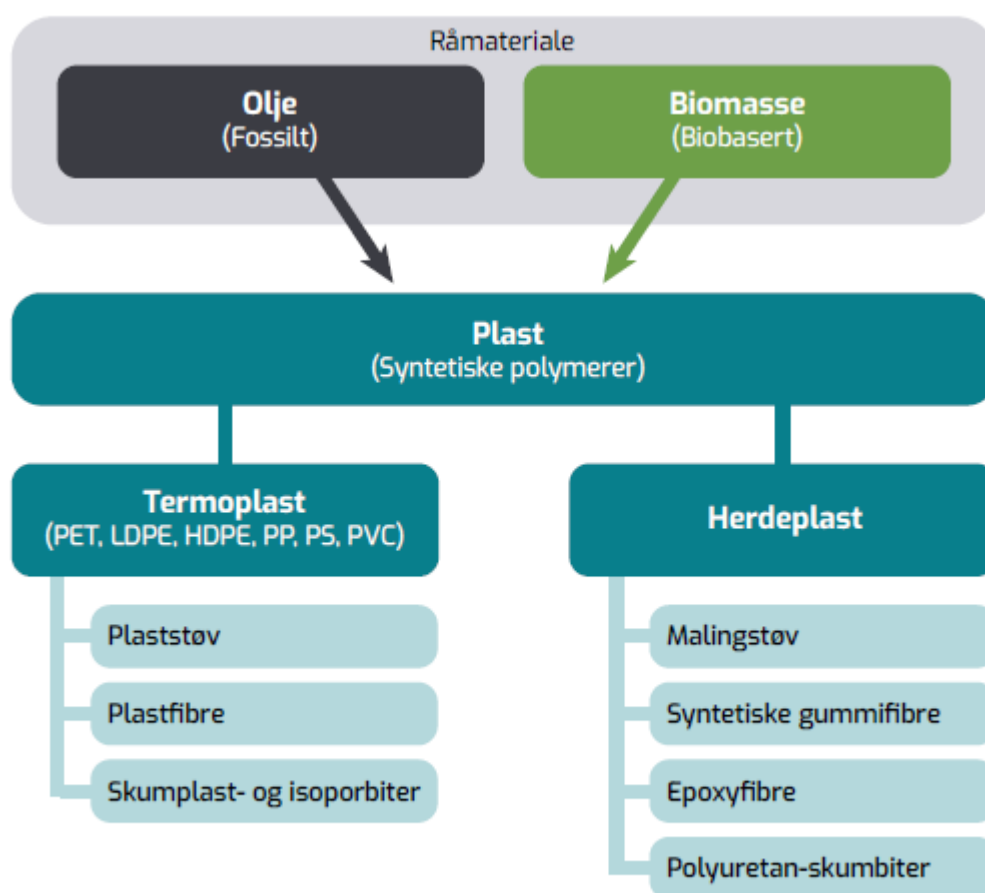 Råmateriale
Olje
(Fossilt)
Biomasse
(Biobasert)
Plast
(Syntetiske polymerer)
Termoplast
(PET, LDPE, HDPE, PP, PS, PVC)
Plaststøv
Plastfibre
Skumplast- og isoporbiter
Herdeplast
Malingstøv
Syntetiske gummifibre
Epoxyfibre
Polyuretan-skumbiter